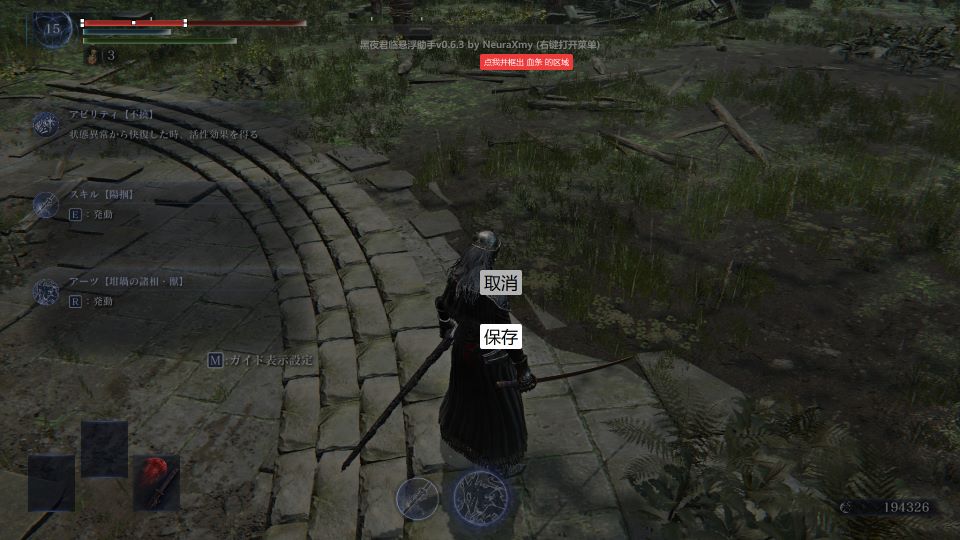 15
3
黑夜君临悬浮助手v0.6.3 by NeuraXmy (右键打开菜单)
点我并框出 血条 的区域
アビリティ【不撓】
状態異常から快復した時、活性効果を得る
スキル【陽掴】
E：発動
取消
アーツ【坩堝の諸相・獣】
R：発動
保存
M:ガイド表示設定
194326